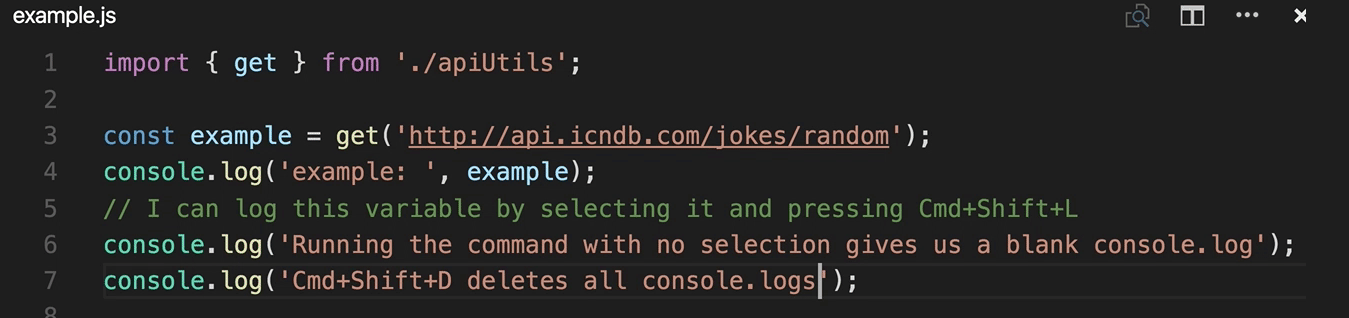 example.js
1 import { get } from './apiUtils';
2
3 const example = get('http://api.icndb.com/jokes/random');
4 console.log('example: ', example);
5 // I can log this variable by selecting it and pressing Cmd+Shift+L
6 console.log('Running the command with no selection gives us a blank console.log');
7 console.log('Cmd+Shift+D deletes all console.logs');
8